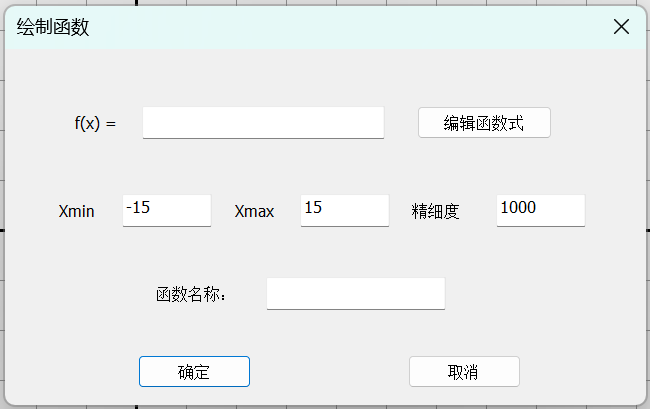 绘制函数
f(x) = 编辑函数式
Xmin -15 Xmax 15 精细度 1000
函数名称：
确定 取消